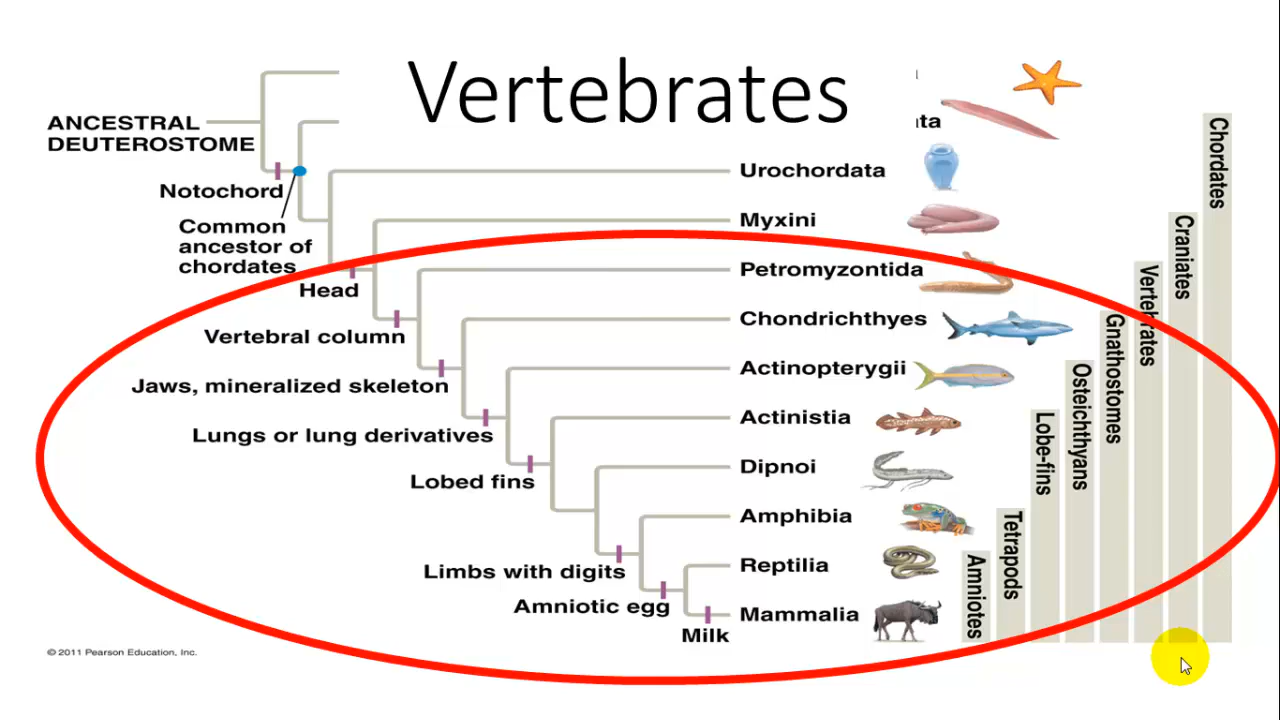 Vertebrates
ANCESTRAL
DEUTEROSTOME
Notochord
Common
ancestor of
chordates
Head
Vertebral column
Jaws, mineralized skeleton
Lungs or lung derivatives
Lobed fins
Limbs with digits
Amniotic egg
Milk
ta
Urochordata
Myxini
Petromyzontida
Chondrichthyes
Actinopterygii
Actinistia
Dipnoi
Amphibia
Reptilia
Mammalia
Chordates
Craniates
Vertebrates
Gnathostomes
Osteichthyans
Lobe-fins
Tetrapods
Amniotes
© 2011 Pearson Education, Inc.